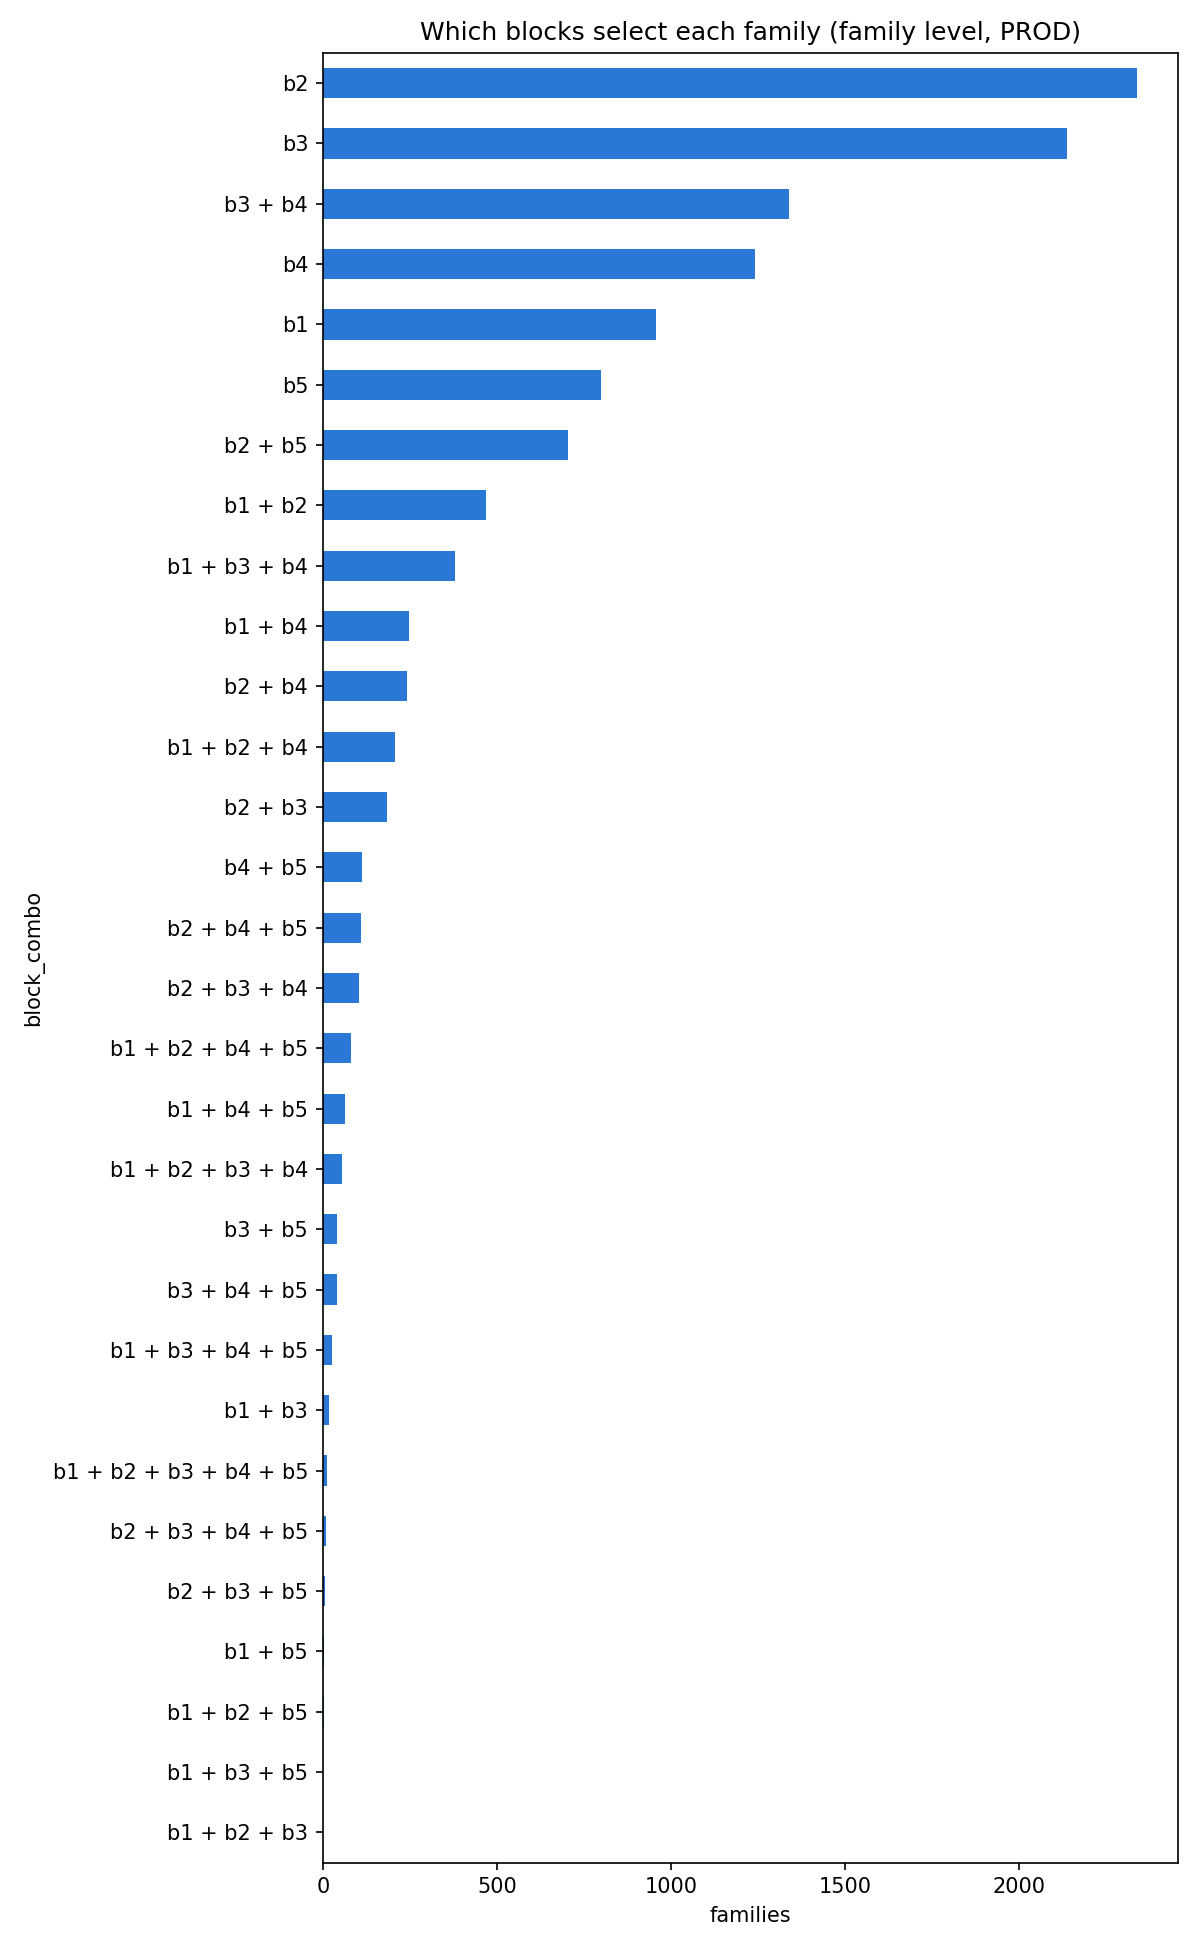 Which blocks select each family (family level, PROD)
b2
b3
b3 + b4
b4
b1
b5
b2 + b5
b1 + b2
b1 + b3 + b4
b1 + b4
b2 + b4
b1 + b2 + b4
b2 + b3
b4 + b5
b2 + b4 + b5
b2 + b3 + b4
b1 + b2 + b4 + b5
b1 + b4 + b5
b1 + b2 + b3 + b4
b3 + b5
b3 + b4 + b5
b1 + b3 + b4 + b5
b1 + b3
b1 + b2 + b3 + b4 + b5
b2 + b3 + b4 + b5
b2 + b3 + b5
b1 + b5
b1 + b2 + b5
b1 + b3 + b5
b1 + b2 + b3
block_combo
0 500 1000 1500 2000
families